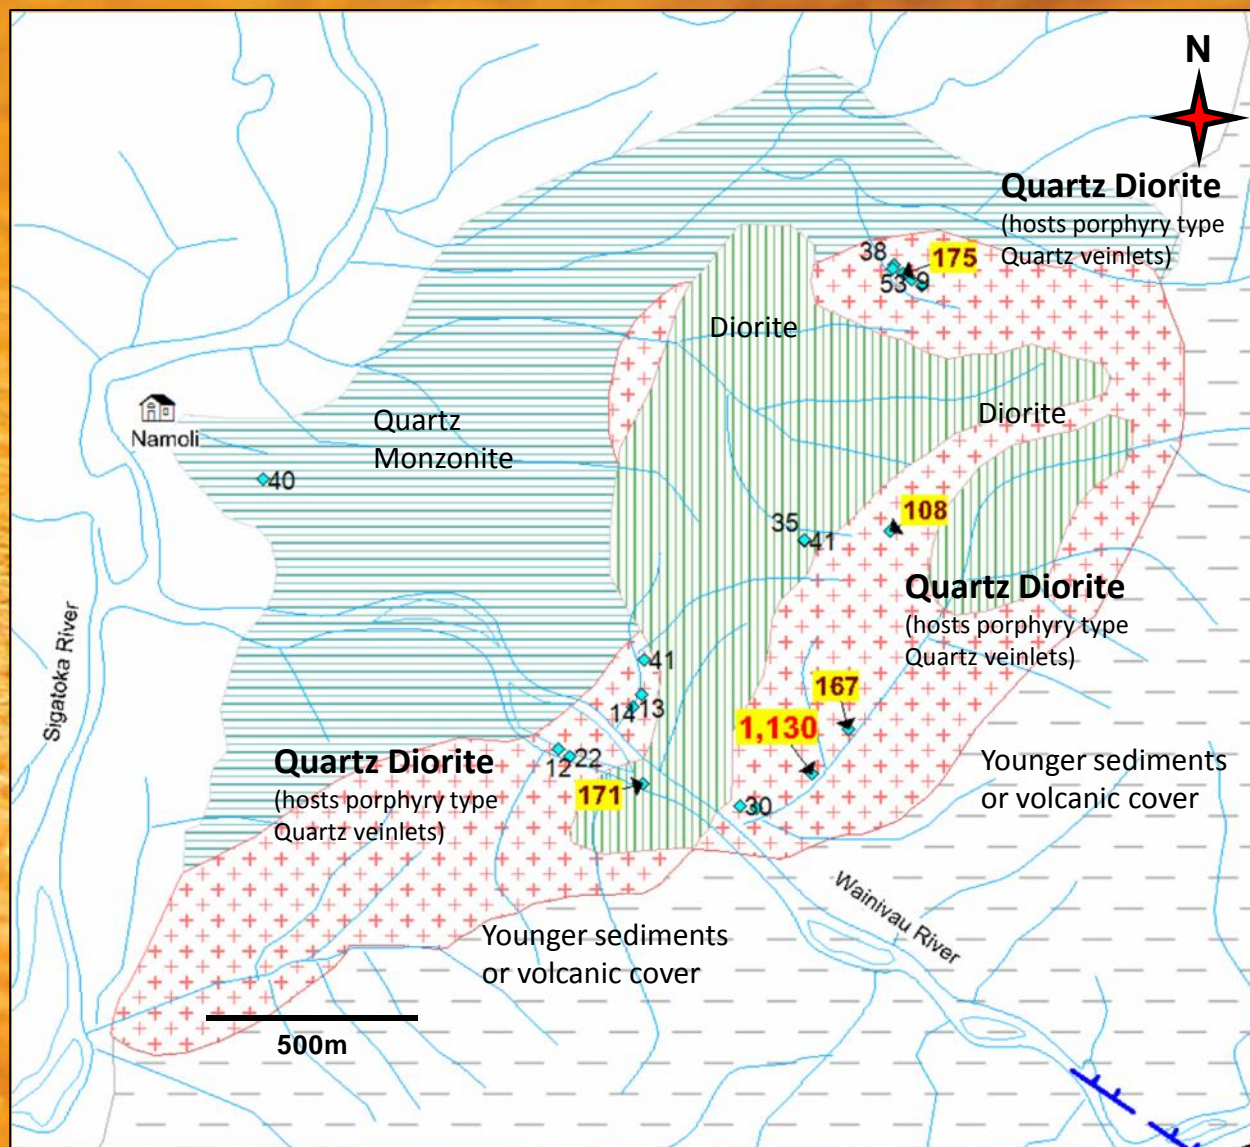 N
Quartz Diorite
(hosts porphyry type
Quartz veinlets)
38
175
53
9
Diorite
Diorite
Namoli
Quartz
Monzonite
40
108
35
41
Quartz Diorite
(hosts porphyry type
Quartz veinlets)
Sigatoka River
41
14
13
167
1,130
Quartz Diorite
(hosts porphyry type
Quartz veinlets)
12
22
171
30
Younger sediments
or volcanic cover
Wainivau River
Younger sediments
or volcanic cover
500m